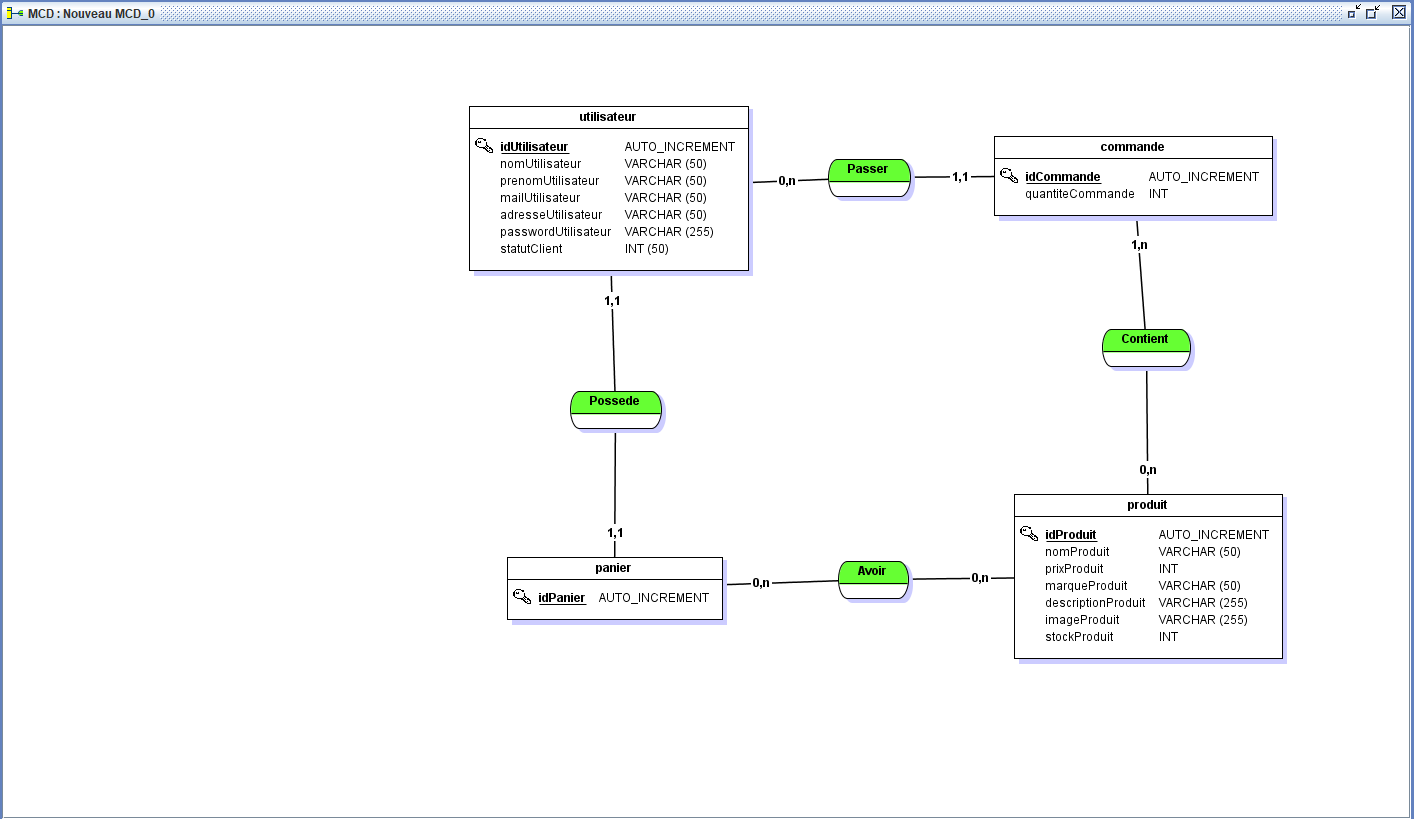 MCD : Nouveau MCD_0
utilisateur
idUtilisateur AUTO_INCREMENT
nomUtilisateur VARCHAR (50)
prenomUtilisateur VARCHAR (50)
mailUtilisateur VARCHAR (50)
adresseUtilisateur VARCHAR (50)
passwordUtilisateur VARCHAR (255)
statutClient INT (50)
0,n
Passer
1,1
commande
idCommande AUTO_INCREMENT
quantiteCommande INT
1,n
Contient
0,n
1,1
Possede
1,1
panier
idPanier AUTO_INCREMENT
0,n
Avoir
0,n
produit
idProduit AUTO_INCREMENT
nomProduit VARCHAR (50)
prixProduit INT
marqueProduit VARCHAR (50)
descriptionProduit VARCHAR (255)
imageProduit VARCHAR (255)
stockProduit INT